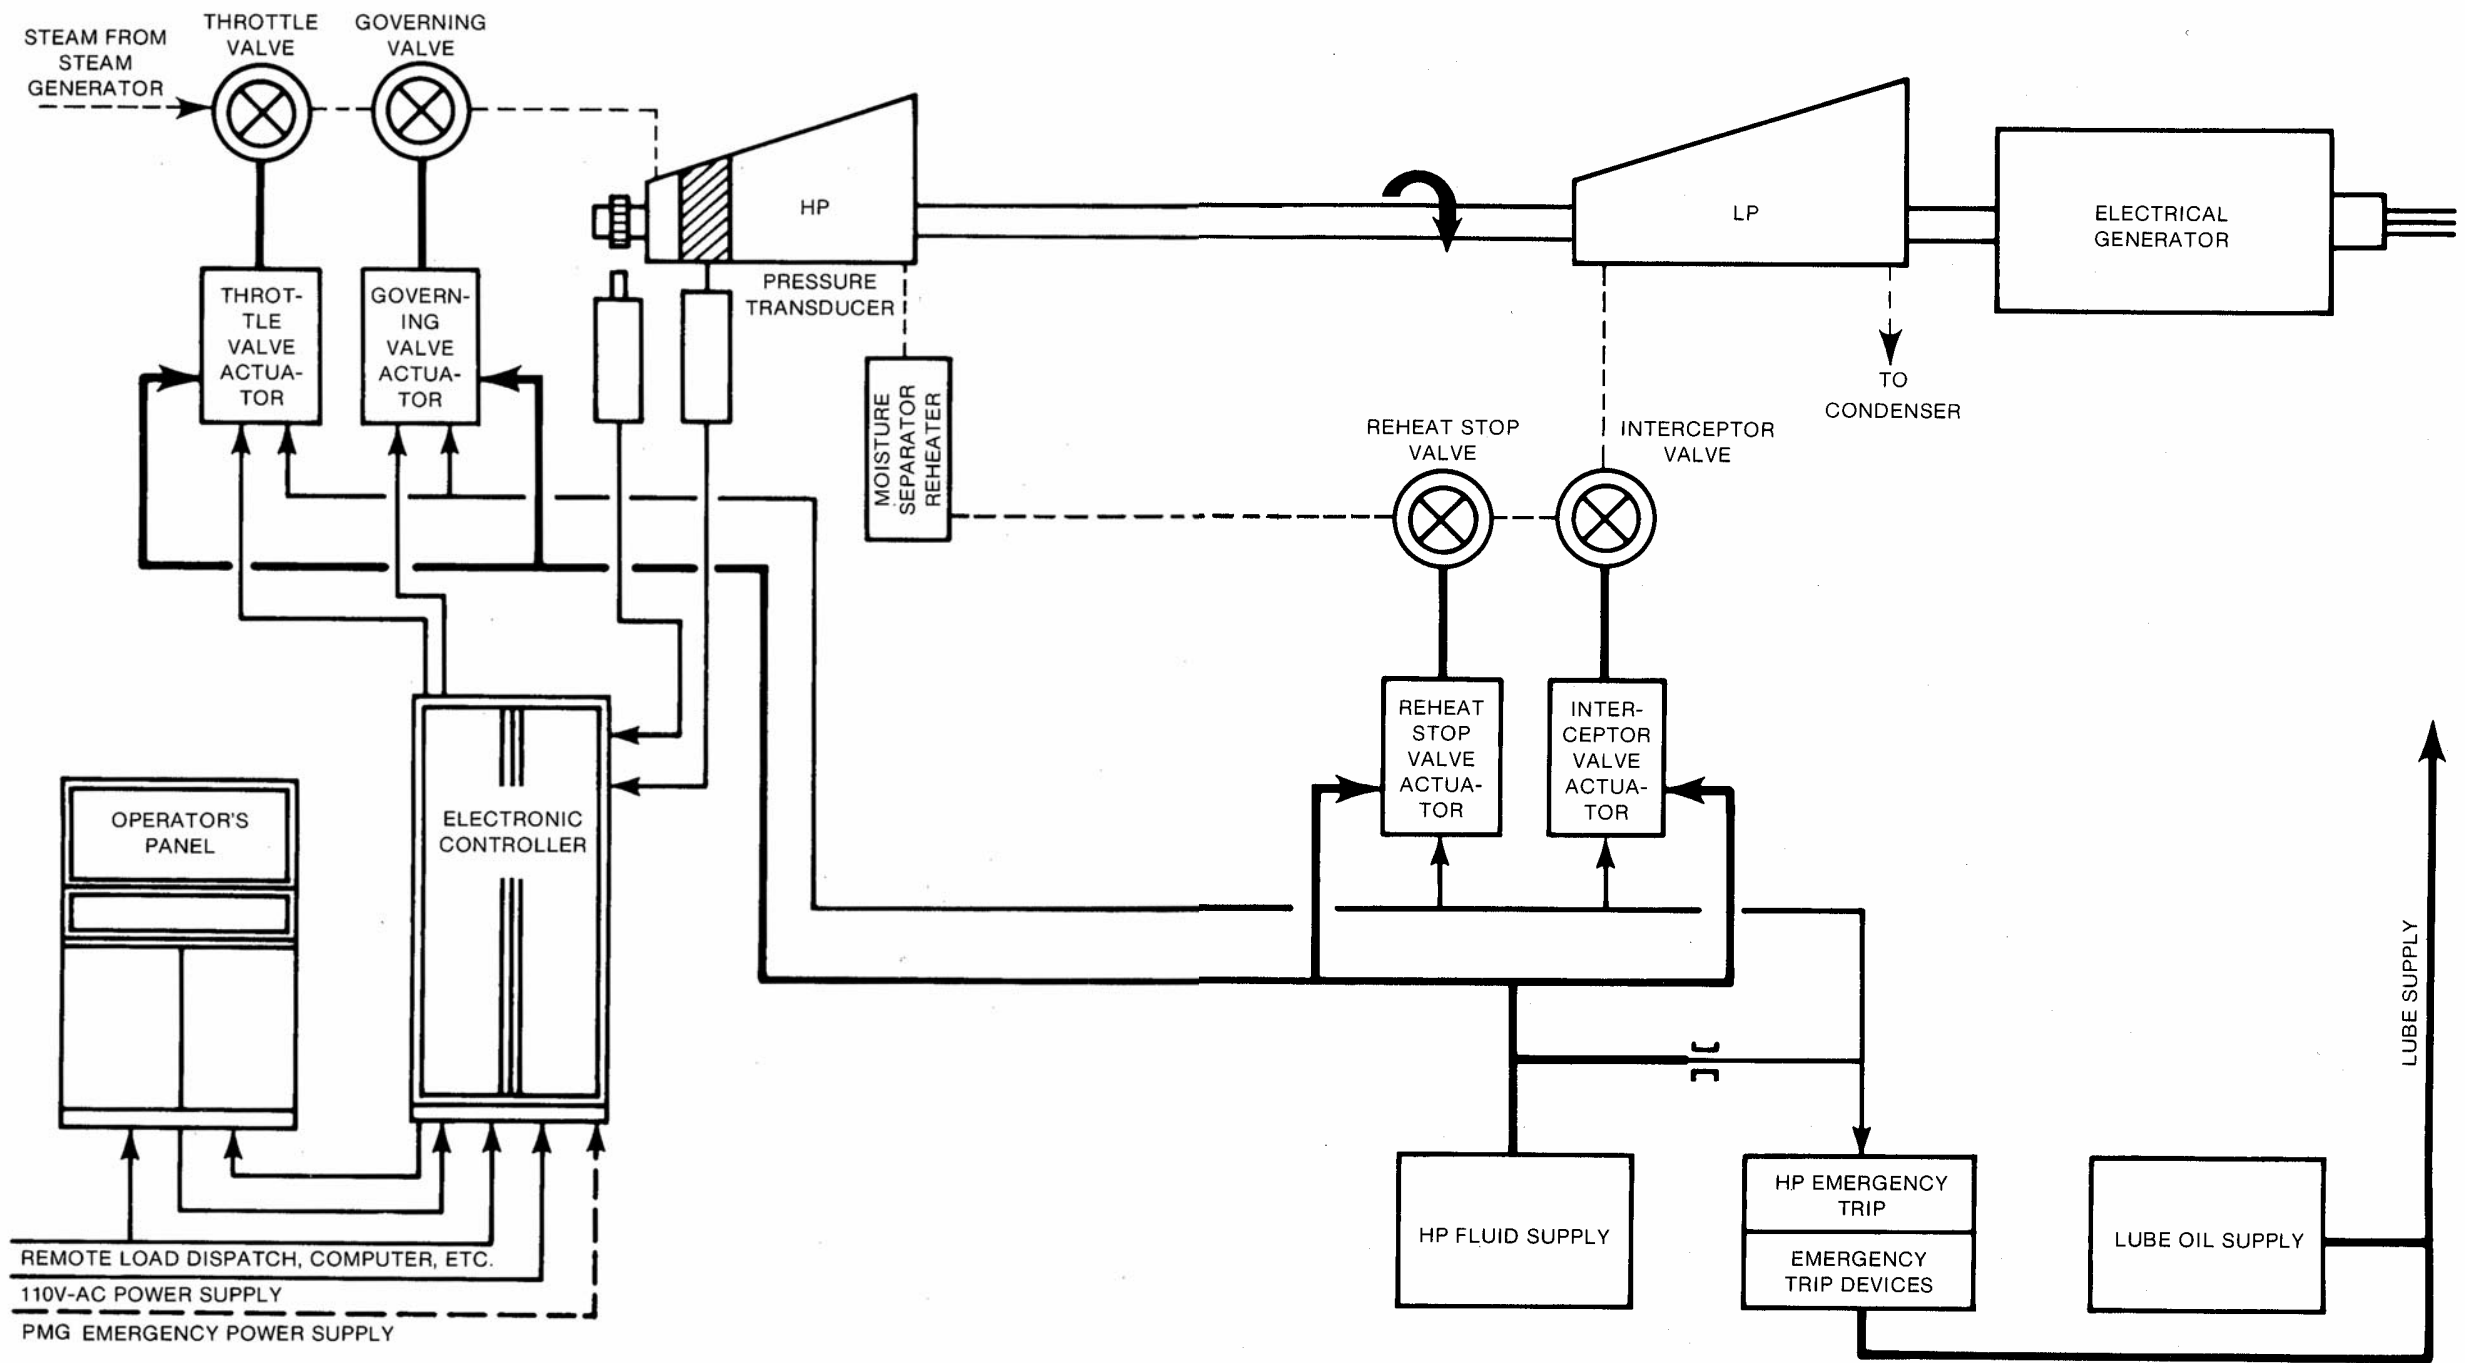 STEAM FROM
STEAM
GENERATOR
THROTTLE
VALVE
GOVERNING
VALVE
HP
LP
ELECTRICAL
GENERATOR
THROT-
TLE
VALVE
ACTUA-
TOR
GOVERN-
ING
VALVE
ACTUA-
TOR
PRESSURE
TRANSDUCER
MOISTURE
SEPARATOR
REHEATER
TO
CONDENSER
REHEAT STOP
VALVE
INTERCEPTOR
VALVE
REHEAT
STOP
VALVE
ACTUA-
TOR
INTER-
CEPTOR
VALVE
ACTUA-
TOR
OPERATOR'S
PANEL
ELECTRONIC
CONTROLLER
LUBE SUPPLY
HP FLUID SUPPLY
HP EMERGENCY
TRIP
EMERGENCY
TRIP DEVICES
LUBE OIL SUPPLY
REMOTE LOAD DISPATCH, COMPUTER, ETC.
110V-AC POWER SUPPLY
PMG EMERGENCY POWER SUPPLY